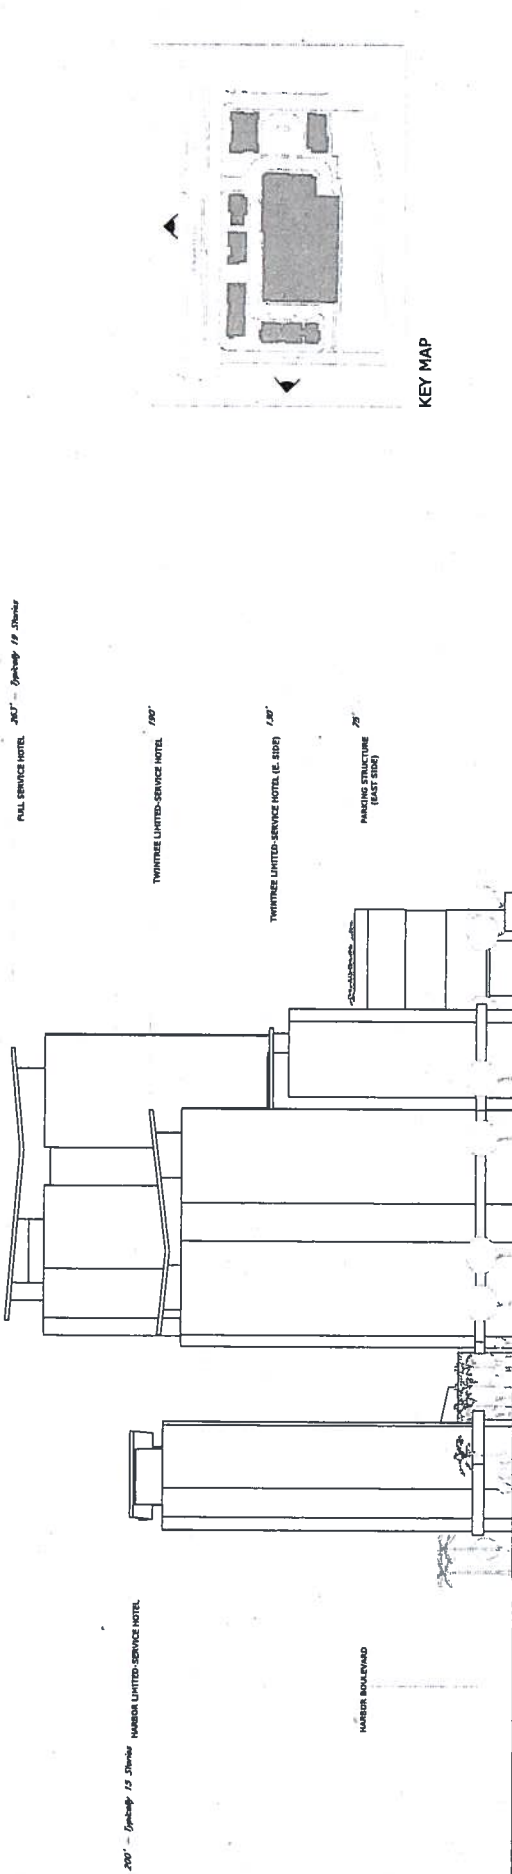 200' - Typically 15 Stories
HARBOR LIMITED-SERVICE HOTEL
HARBOR BOULEVARD
FULL SERVICE HOTEL
263' - Typically 19 Stories
TWINTREE LIMITED-SERVICE HOTEL
190'
TWINTREE LIMITED-SERVICE HOTEL (E. SIDE)
130'
PARKING STRUCTURE
(EAST SIDE)
75'
KEY MAP